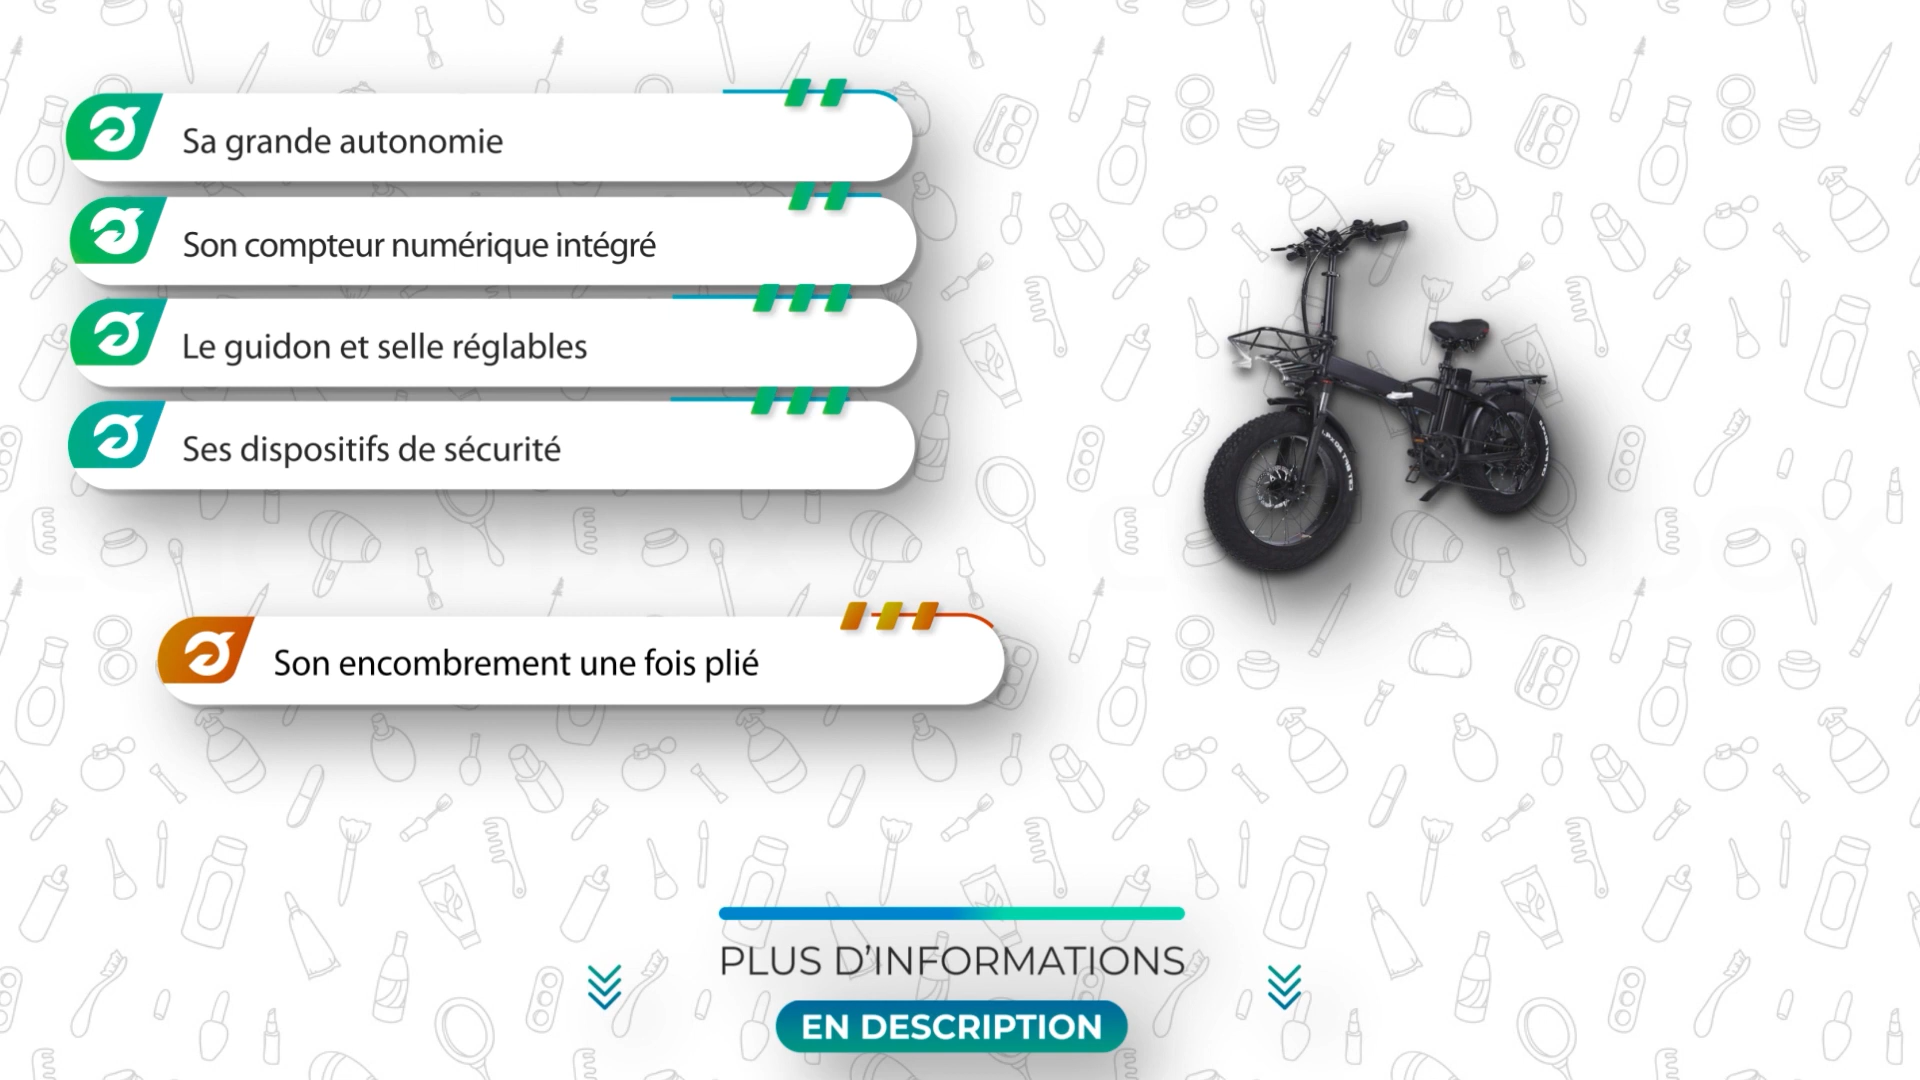 Sa grande autonomie
Son compteur numérique intégré
Le guidon et selle réglables
Ses dispositifs de sécurité
Son encombrement une fois plié
PLUS D’INFORMATIONS
EN DESCRIPTION